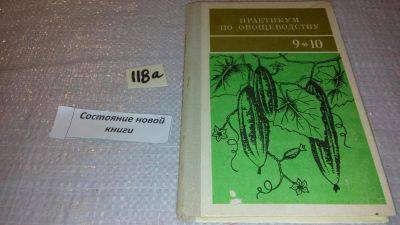 118а
Состояние новой
книги
ПРАКТИКУМ
ПО ОВОЩЕВОДСТВУ
9-10